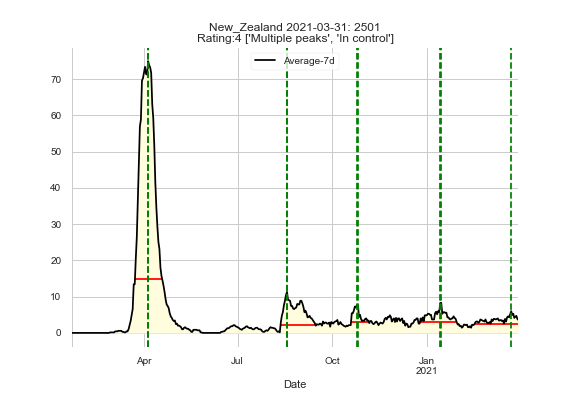 New_Zealand 2021-03-31: 2501
Rating:4 ['Multiple peaks', 'In control']
Average-7d
70
60
50
40
30
20
10
0
Apr
Jul
Oct
Jan
2021
Date